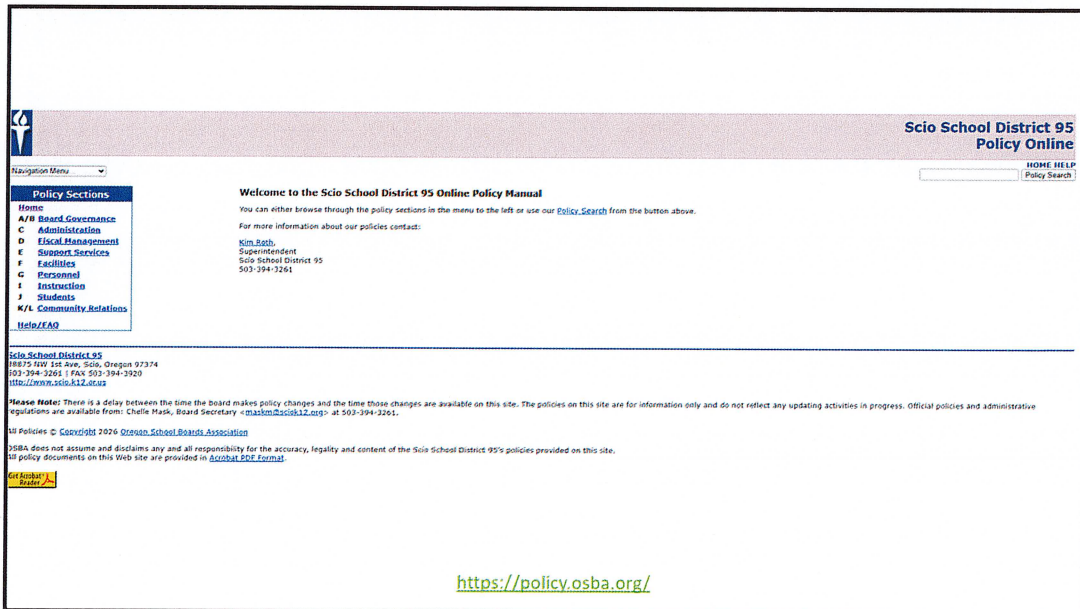 Scio School District 95
Policy Online
HOME HELP
Navigation Menu...
Policy Search
Policy Sections
Home
A/B Board Governance
C Administration
D Fiscal Management
E Support Services
F Facilities
G Personnel
I Instruction
J Students
K/L Community Relations
Help/FAQ
Welcome to the Scio School District 95 Online Policy Manual
You can either browse through the policy sections in the menu to the left or use our Policy Search from the button above.
For more information about our policies contact:
Kim Roth,
Superintendent
Scio School District 95
503-394-3261
Scio School District 95
38875 NW 1st Ave, Scio, Oregon 97374
503-394-3261 | FAX 503-394-3920
http://www.scio.k12.or.us
Please Note: There is a delay between the time the Board makes policy changes and the time those changes are available on this site. The policies on this site are for information only and do not reflect any updating activities in progress. Official policies and administrative
regulations are available from: Chelle Mask, Board Secretary <maskm@sciok12.org> at 503-394-3261.
All Policies © Copyright 2026 Oregon School Boards Association
OSBA does not assume and disclaims any and all responsibility for the accuracy, legality and content of the Scio School District 95's policies provided on this site.
All policy documents on this Web site are provided in Acrobat PDF Format.
Get Acrobat
Reader
https://policy.osba.org/